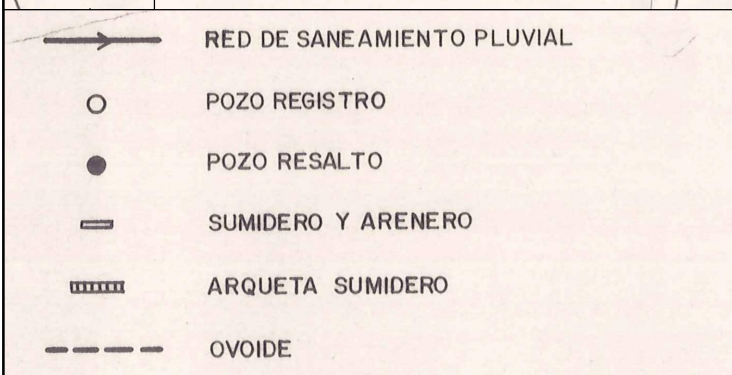 RED DE SANEAMIENTO PLUVIAL
POZO REGISTRO
POZO RESALTO
SUMIDERO Y ARENERO
ARQUETA SUMIDERO
OVOIDE